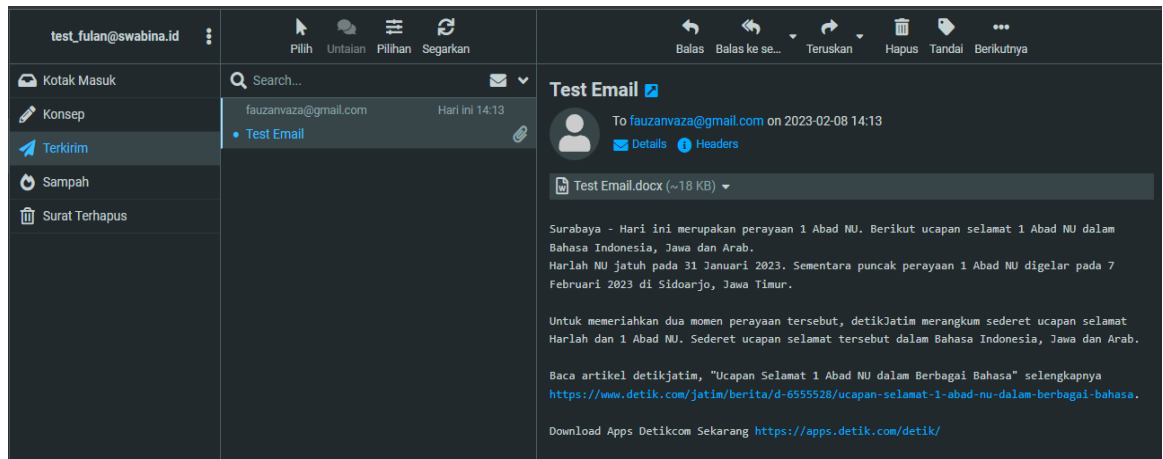 test_fulan@swabina.id
Pilih Untaian Pilihan Segarkan
Balas Balas ke se... Teruskan Hapus Tandai Berikutnya
Kotak Masuk
Konsep
Terkirim
Sampah
Surat Terhapus
Search...
fauzanvaza@gmail.com Hari ini 14:13
Test Email
Test Email
To fauzanvaza@gmail.com on 2023-02-08 14:13
Details Headers
Test Email.docx (~18 KB)
Surabaya - Hari ini merupakan perayaan 1 Abad NU. Berikut ucapan selamat 1 Abad NU dalam
Bahasa Indonesia, Jawa dan Arab.
Harlah NU jatuh pada 31 Januari 2023. Sementara puncak perayaan 1 Abad NU digelar pada 7
Februari 2023 di Sidoarjo, Jawa Timur.
Untuk memeriahkan dua momen perayaan tersebut, detikJatim merangkum sederet ucapan selamat
Harlah dan 1 Abad NU. Sederet ucapan selamat tersebut dalam Bahasa Indonesia, Jawa dan Arab.
Baca artikel detikjatim, "Ucapan Selamat 1 Abad NU dalam Berbagai Bahasa" selengkapnya
https://www.detik.com/jatim/berita/d-6555528/ucapan-selamat-1-abad-nu-dalam-berbagai-bahasa.
Download Apps Detikcom Sekarang https://apps.detik.com/detik/